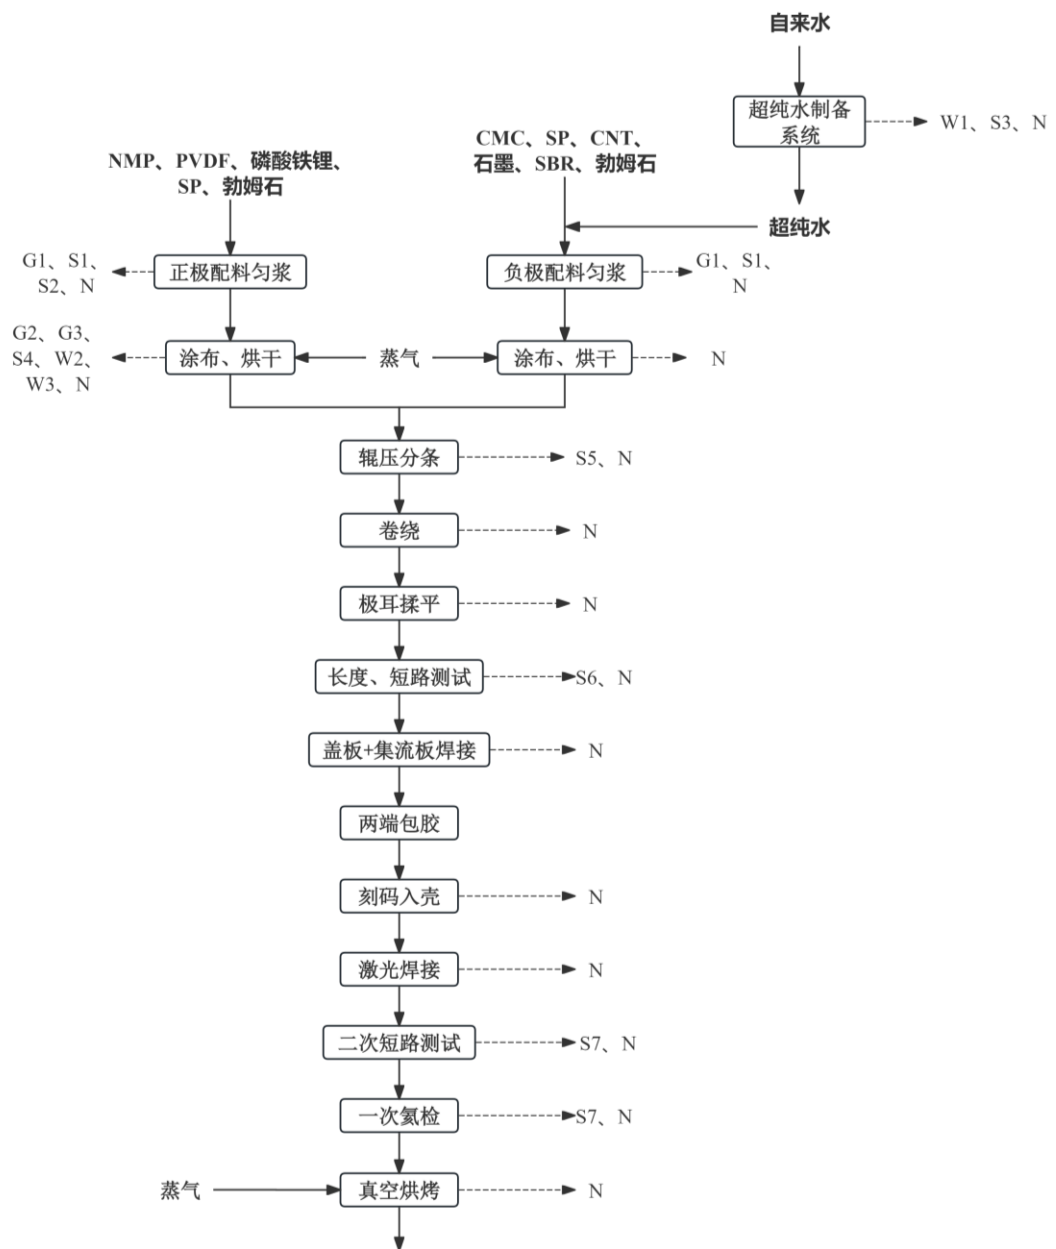 自来水
超纯水制备
系统
W1、S3、N
CMC、SP、CNT、
石墨、SBR、勃姆石
NMP、PVDF、磷酸铁锂、
SP、勃姆石
超纯水
G1、S1、
S2、N
正极配料匀浆
负极配料匀浆
G1、S1、
N
G2、G3、
S4、W2、
W3、N
涂布、烘干
蒸气
涂布、烘干
N
辊压分条
S5、N
卷绕
N
极耳揉平
N
长度、短路测试
S6、N
盖板+集流板焊接
N
两端包胶
刻码入壳
N
激光焊接
N
二次短路测试
S7、N
一次氦检
S7、N
蒸气
真空烘烤
N